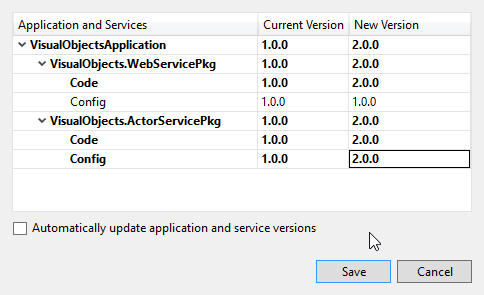 Application and Services Current Version New Version
VisualObjectsApplication 1.0.0 2.0.0
VisualObjects.WebServicePkg 1.0.0 2.0.0
Code 1.0.0 2.0.0
Config 1.0.0 1.0.0
VisualObjects.ActorServicePkg 1.0.0 2.0.0
Code 1.0.0 2.0.0
Config 1.0.0 2.0.0
Automatically update application and service versions
Save Cancel